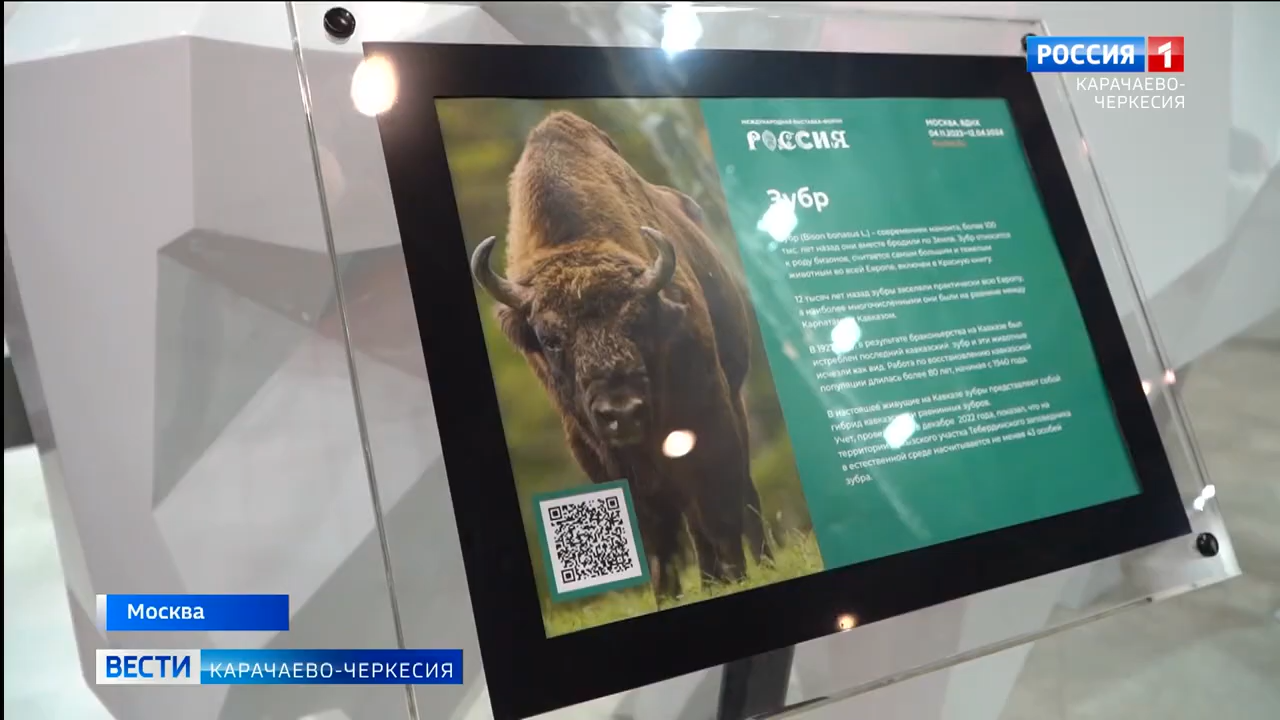 РОССИЯ 1
КАРАЧАЕВО-
ЧЕРКЕСИЯ
МЕЖДУНАРОДНАЯ ВЫСТАВКА-ФОРУМ
РОССИЯ
МОСКВА, ВДНХ
04.11.2023–12.04.2024
Зубр
(Bison bonasus L.) – современник мамонта, более 100
тыс. лет назад они вместе бродили по Земле. Зубр относится
к роду бизонов, считается самым большим и тяжелым
животным во всей Европе, включен в Красную книгу.
12 тысяч лет назад зубры заселяли практически всю Европу,
а наиболее многочисленными они были на равнине между
Кавказом.
В результате браконьерства на Кавказе был
истреблен последний кавказский зубр и эти животные
исчезли как вид. Работа по восстановлению кавказской
популяции длилась более 80 лет, начиная с 1940 года.
В настоящее живущие на Кавказе зубры представляют собой
гибрид и равнинных зубров.
Учет, декабре 2022 года, показал, что на
территории участка Тебердинского заповедника
в естественной среде насчитывается не менее 43 особей
зубра.
Москва
ВЕСТИ КАРАЧАЕВО-ЧЕРКЕСИЯ